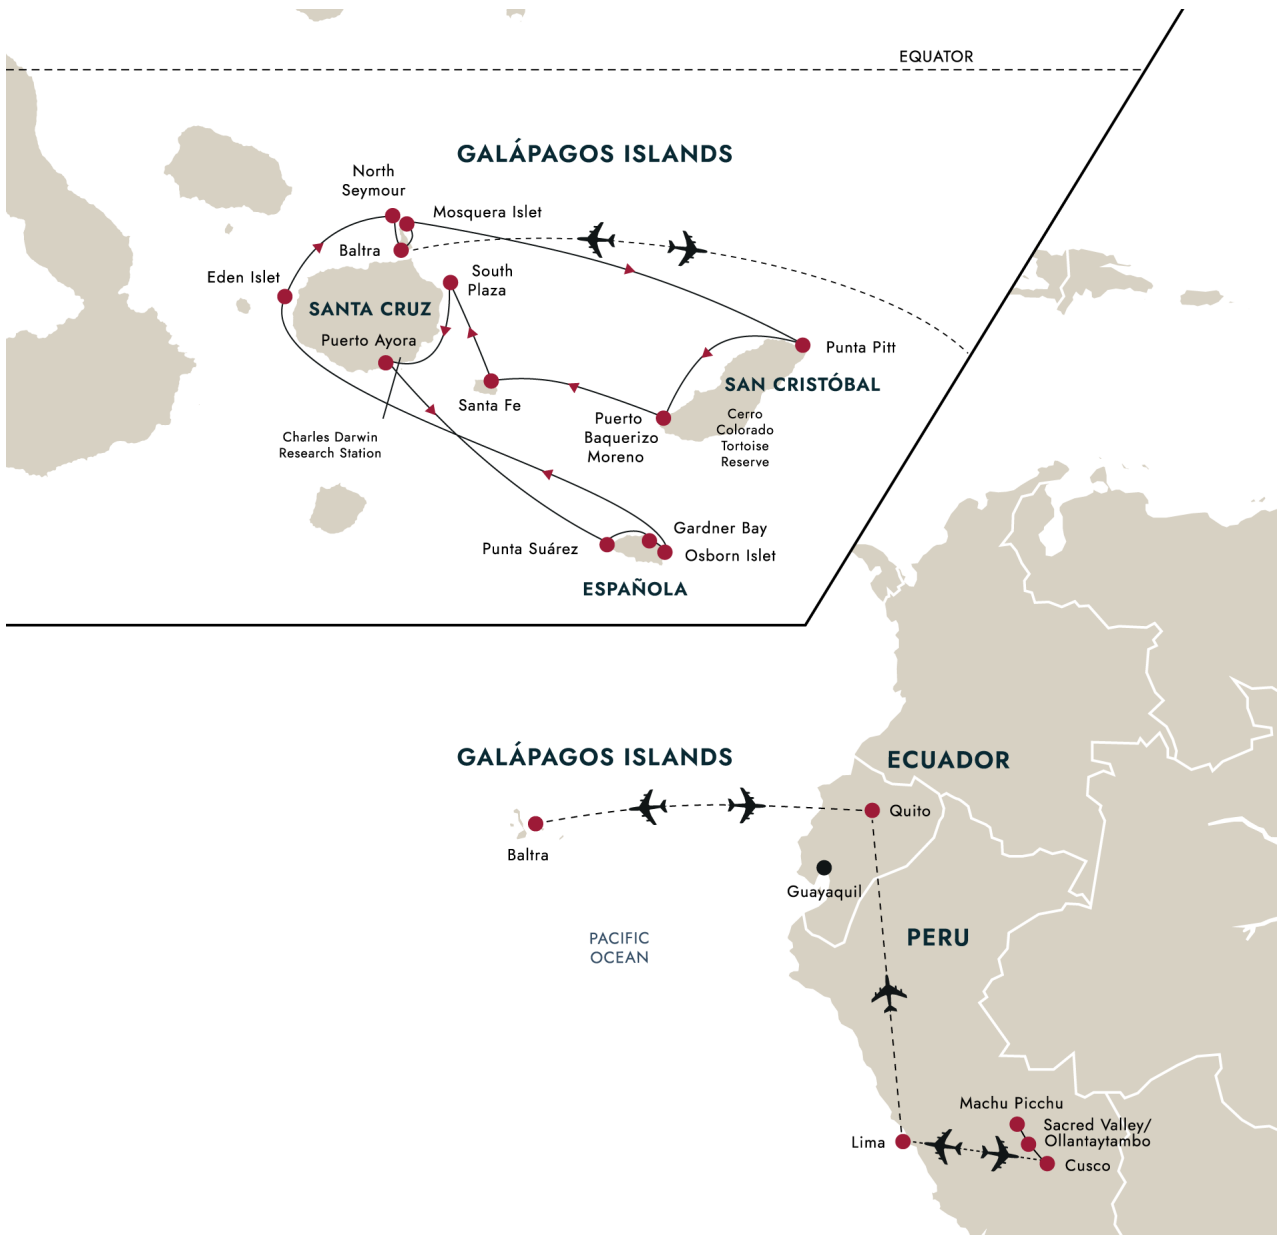 EQUATOR
GALÁPAGOS ISLANDS
North
Seymour
Mosquera Islet
Baltra
Eden Islet
South
Plaza
SANTA CRUZ
Puerto Ayora
Punta Pitt
SAN CRISTÓBAL
Santa Fe
Puerto
Baquerizo
Moreno
Cerro
Colorado
Tortoise
Reserve
Charles Darwin
Research Station
Gardner Bay
Punta Suárez
Osborn Islet
ESPAÑOLA
GALÁPAGOS ISLANDS
ECUADOR
Quito
Baltra
Guayaquil
PACIFIC
OCEAN
PERU
Machu Picchu
Sacred Valley/
Ollantaytambo
Lima
Cusco